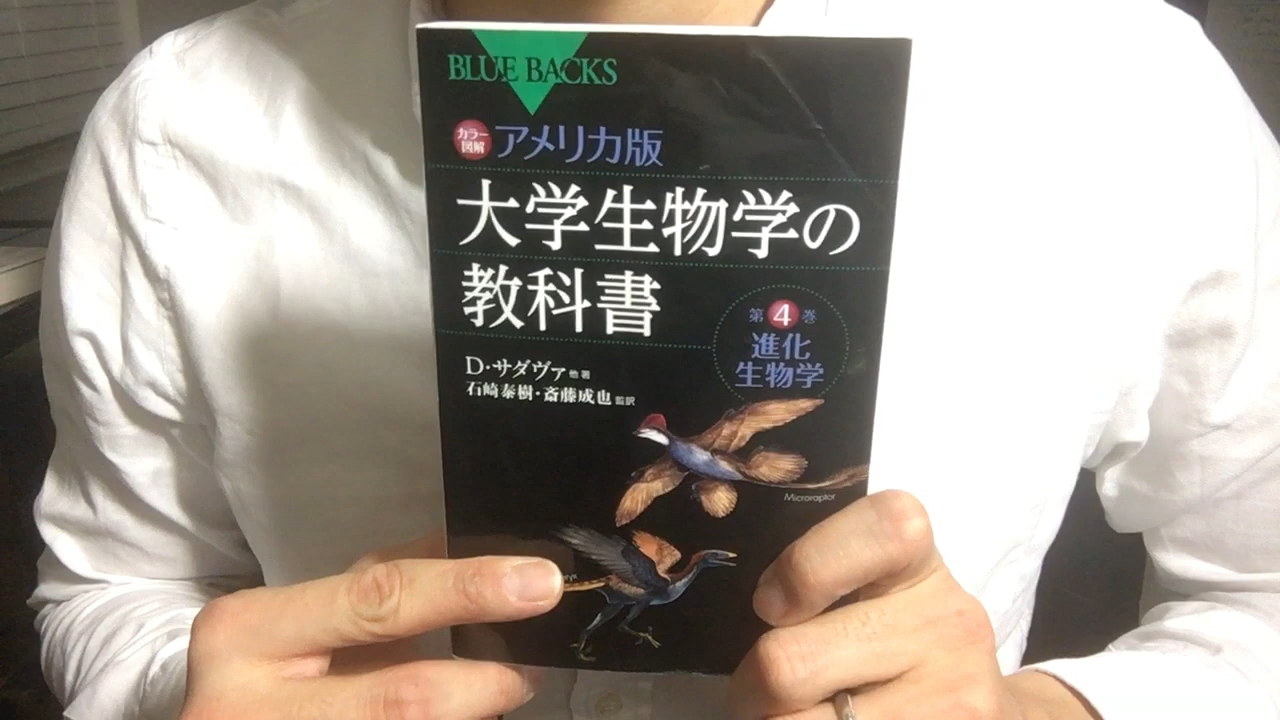 BLUE BACKS
カラー
図解
アメリカ版
大学生物学の
教科書
第4巻
進化
生物学
D・サダヴァ 他 著
石崎泰樹・斎藤成也 監訳
Microraptor